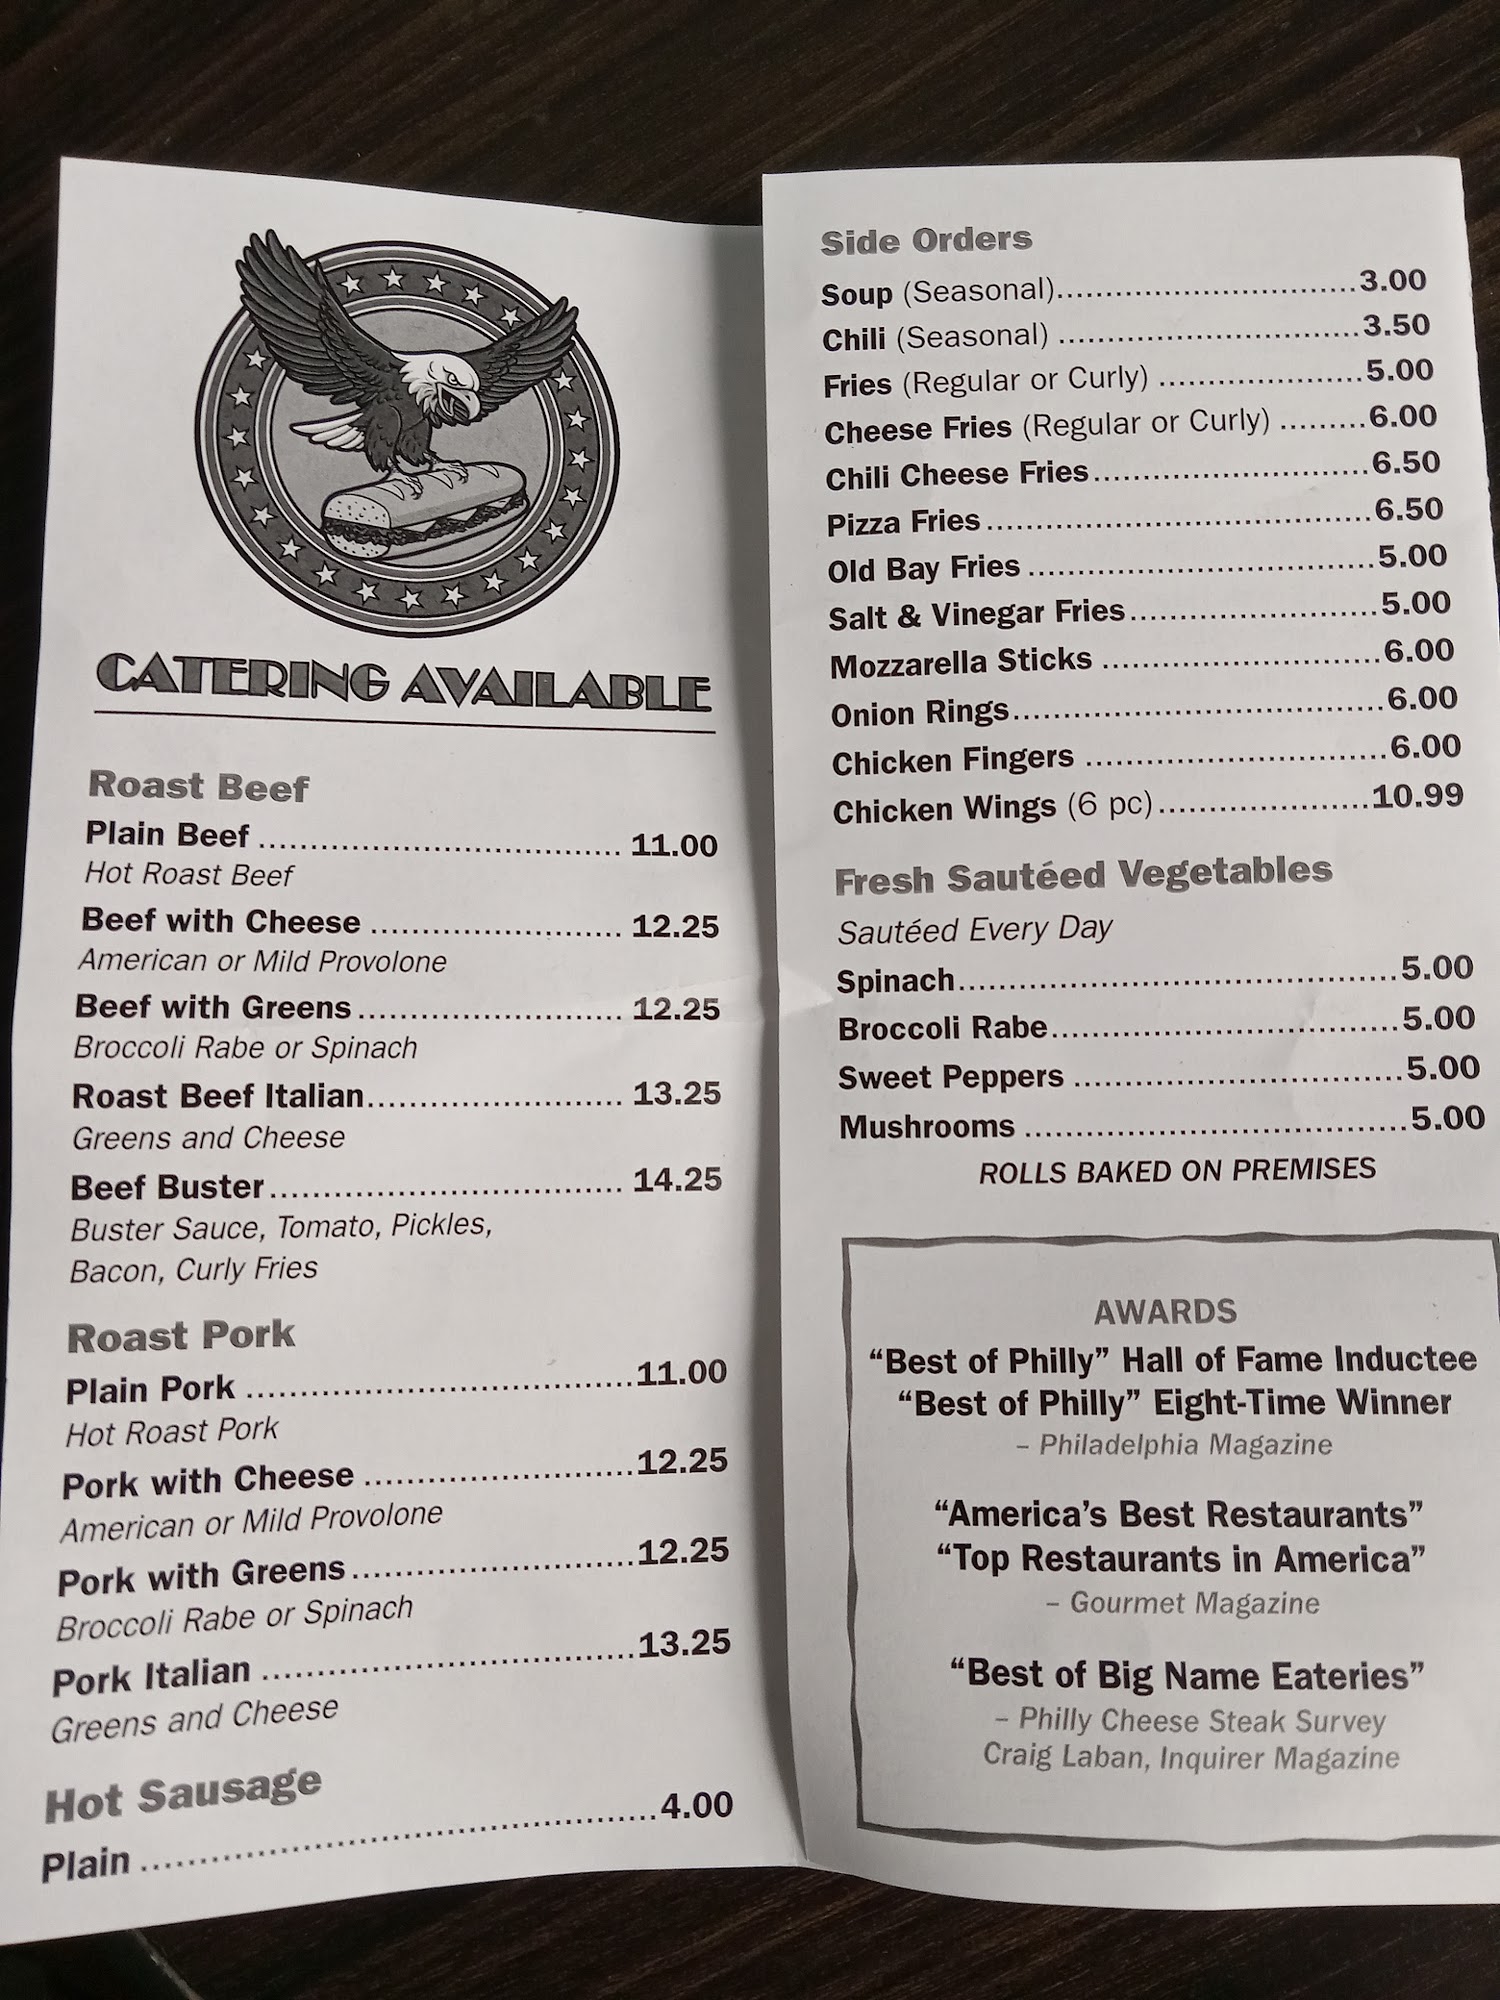 CATERING AVAILABLE
Roast Beef
Plain Beef ........ 11.00
Hot Roast Beef
Beef with Cheese ........ 12.25
American or Mild Provolone
Beef with Greens ........ 12.25
Broccoli Rabe or Spinach
Roast Beef Italian ........ 13.25
Greens and Cheese
Beef Buster ........ 14.25
Buster Sauce, Tomato, Pickles,
Bacon, Curly Fries
Roast Pork
Plain Pork ........ 11.00
Hot Roast Pork
Pork with Cheese ........ 12.25
American or Mild Provolone
Pork with Greens ........ 12.25
Broccoli Rabe or Spinach
Pork Italian ........ 13.25
Greens and Cheese
Hot Sausage
Plain ........ 4.00
Side Orders
Soup (Seasonal) ........ 3.00
Chili (Seasonal) ........ 3.50
Fries (Regular or Curly) ........ 5.00
Cheese Fries (Regular or Curly) ........ 6.00
Chili Cheese Fries ........ 6.50
Pizza Fries ........ 6.50
Old Bay Fries ........ 5.00
Salt & Vinegar Fries ........ 5.00
Mozzarella Sticks ........ 6.00
Onion Rings ........ 6.00
Chicken Fingers ........ 6.00
Chicken Wings (6 pc) ........ 10.99
Fresh Sautéed Vegetables
Sautéed Every Day
Spinach ........ 5.00
Broccoli Rabe ........ 5.00
Sweet Peppers ........ 5.00
Mushrooms ........ 5.00
ROLLS BAKED ON PREMISES
AWARDS
“Best of Philly” Hall of Fame Inductee
“Best of Philly” Eight-Time Winner
– Philadelphia Magazine
“America’s Best Restaurants”
“Top Restaurants in America”
– Gourmet Magazine
“Best of Big Name Eateries”
– Philly Cheese Steak Survey
Craig Laban, Inquirer Magazine